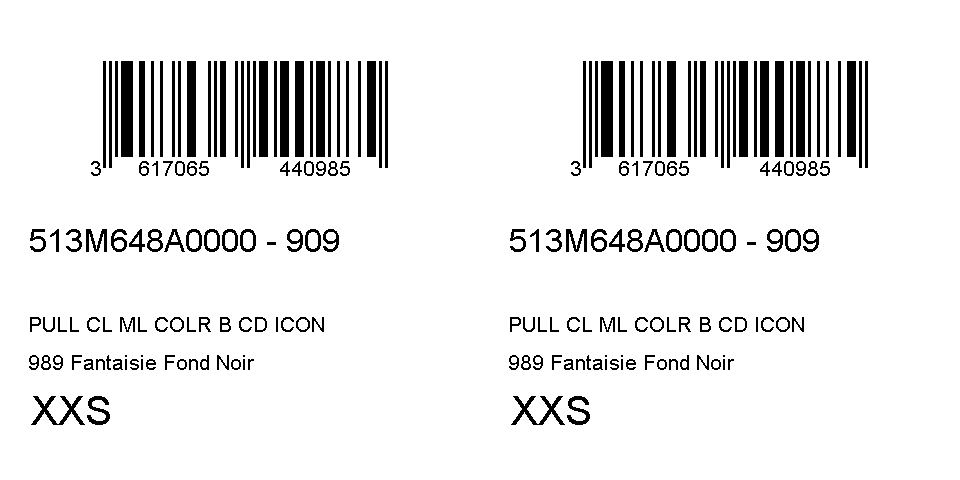 3 617065 440985
513M648A0000 - 909
PULL CL ML COLR B CD ICON
989 Fantaisie Fond Noir
XXS
3 617065 440985
513M648A0000 - 909
PULL CL ML COLR B CD ICON
989 Fantaisie Fond Noir
XXS